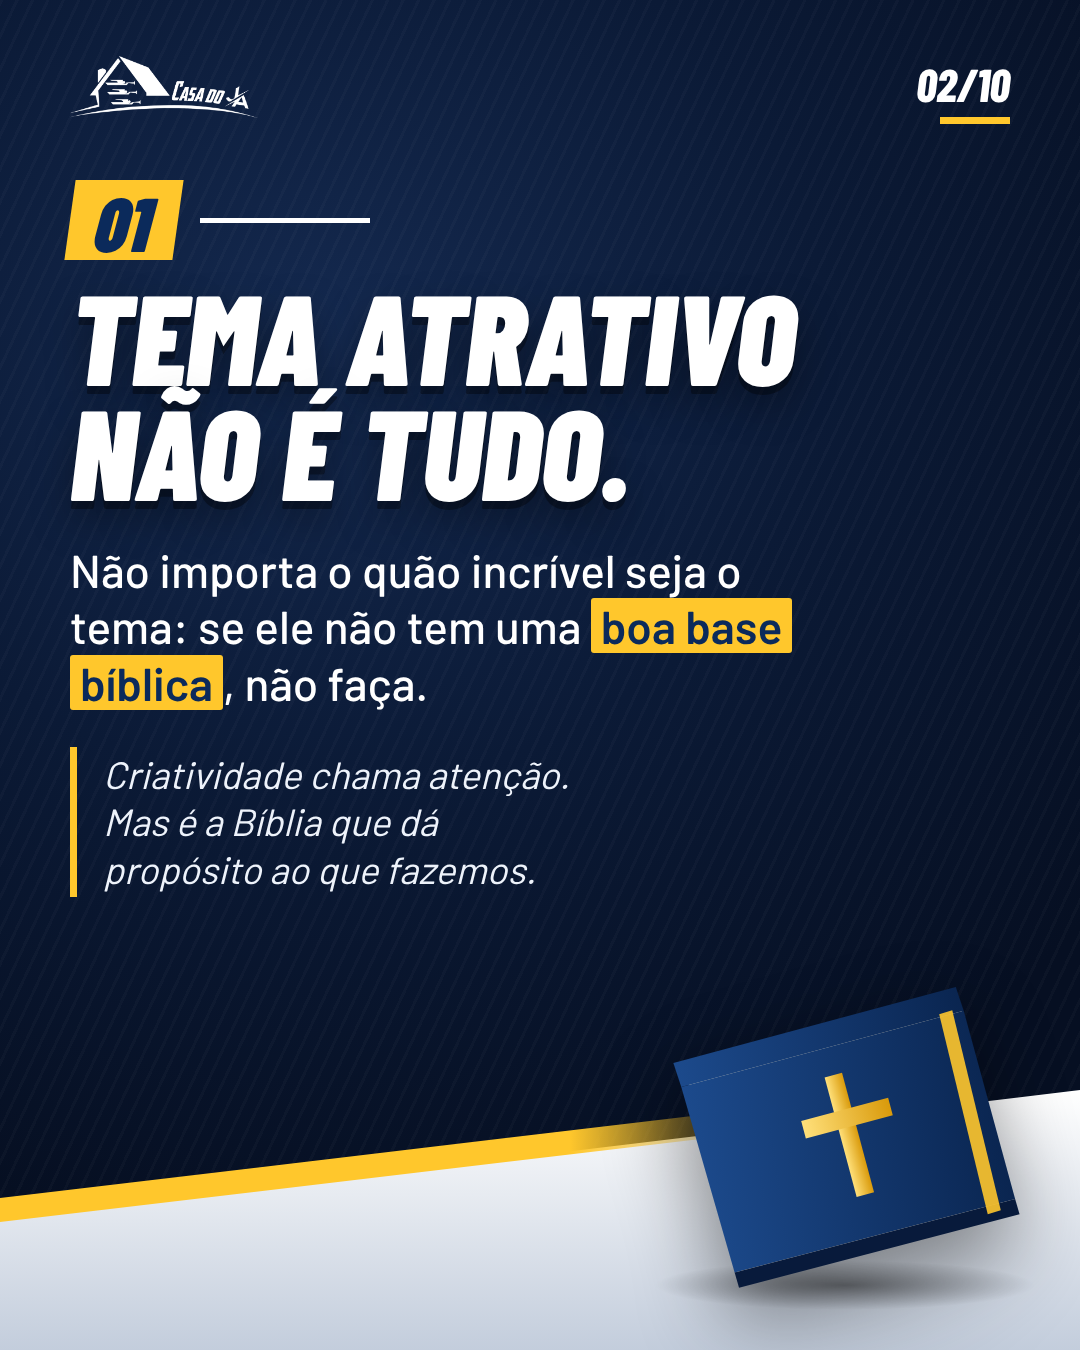 CASA DO JA
02/10
01
TEMA ATRATIVO
NÃO É TUDO.
Não importa o quão incrível seja o
tema: se ele não tem uma boa base
bíblica, não faça.
Criatividade chama atenção.
Mas é a Bíblia que dá
propósito ao que fazemos.